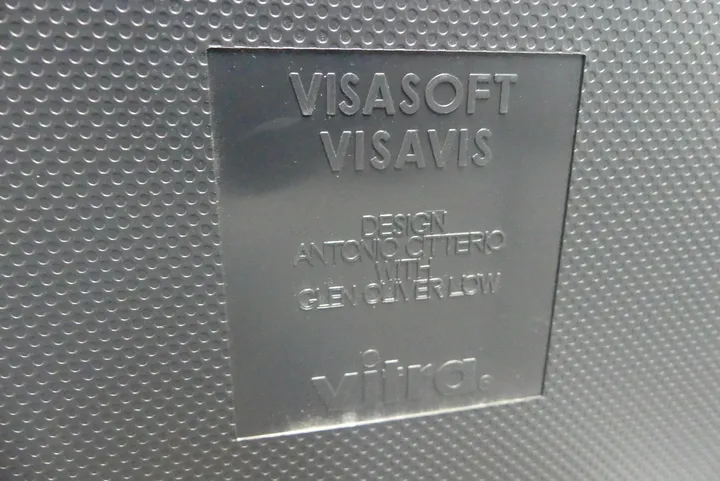 VISASOFT
VISAVIS
DESIGN
ANTONIO CITTERIO
WITH
GLEN OLIVER LOW
vitra.